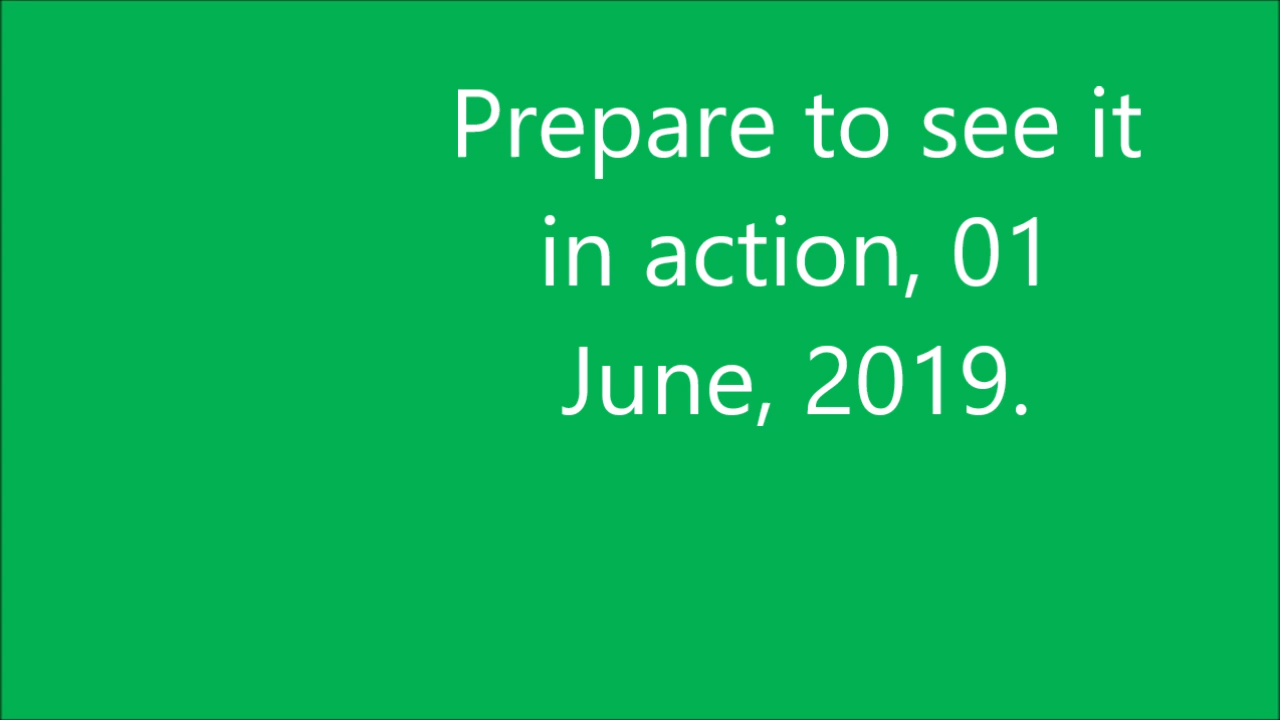 Prepare to see it
in action, 01
June, 2019.